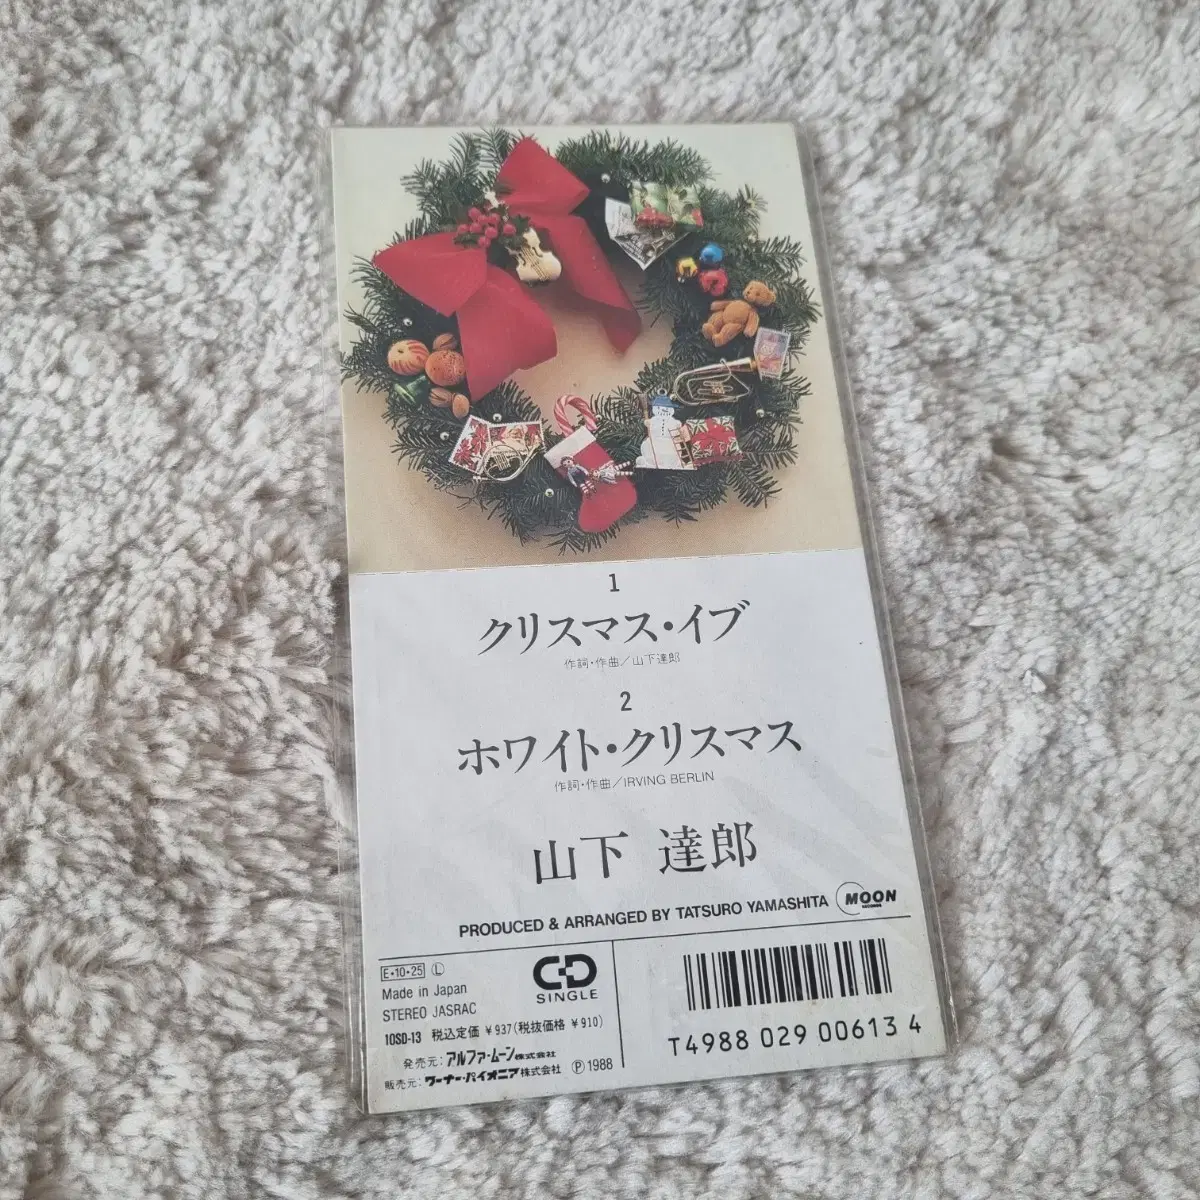 1
クリスマス・イブ
作詞・作曲／山下達郎
2
ホワイト・クリスマス
作詞・作曲／IRVING BERLIN
山下 達郎
PRODUCED & ARRANGED BY TATSURO YAMASHITA
MOON
E・10・25 Ⓛ
Made in Japan
STEREO JASRAC
CD
SINGLE
10SD-13 税込定価 ￥937(税抜価格 ￥910)
発売元：アルファ・ムーン株式会社
販売元：ワーナー・パイオニア株式会社 Ⓟ1988
T4988 029 00613 4